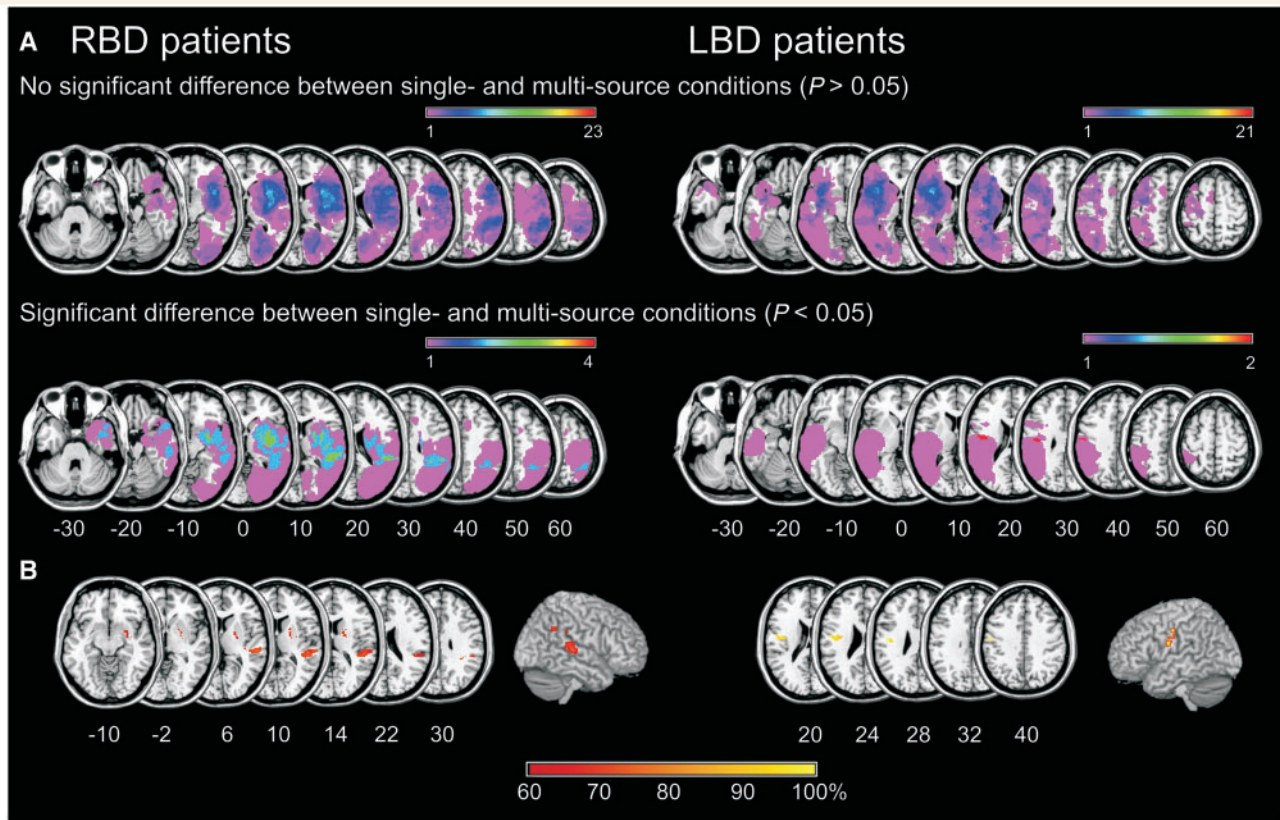 A RBD patients LBD patients
No significant difference between single- and multi-source conditions (P > 0.05)
1 23 1 21
Significant difference between single- and multi-source conditions (P < 0.05)
1 4 1 2
-30 -20 -10 0 10 20 30 40 50 60 -30 -20 -10 0 10 20 30 40 50 60
B
-10 -2 6 10 14 22 30 20 24 28 32 40
60 70 80 90 100%